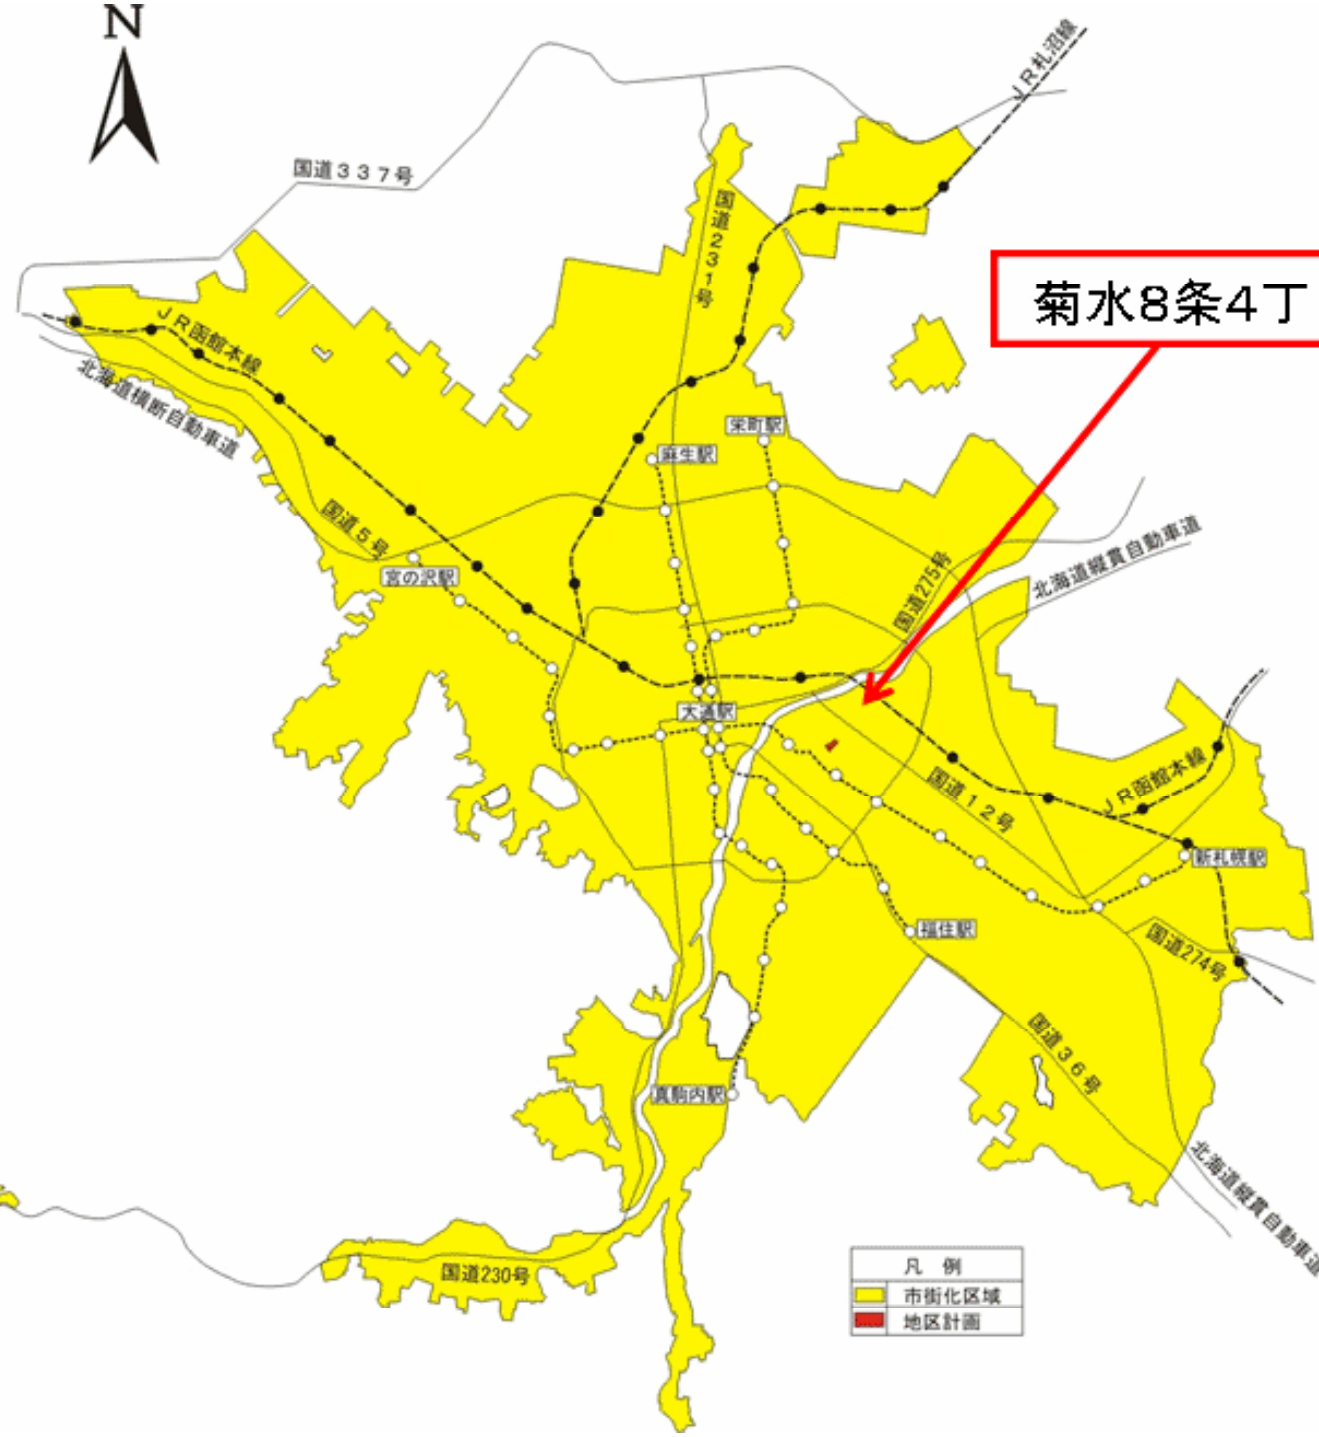 N
JR札沼線
国道337号
国道231号
菊水8条4丁
JR函館本線
北海道横断自動車道
栄町駅
麻生駅
国道5号
宮の沢駅
国道275号
北海道縦貫自動車道
大通駅
国道12号
JR函館本線
新札幌駅
福住駅
国道274号
国道36号
真駒内駅
北海道縦貫自動車道
国道230号
凡 例
市街化区域
地区計画